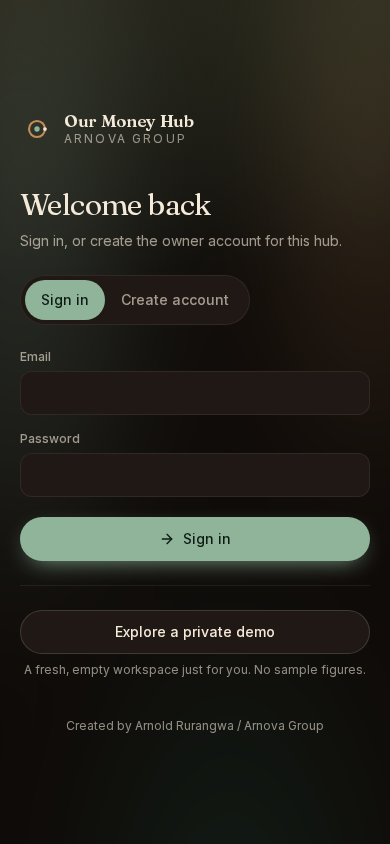 Our Money Hub
ARNOVA GROUP
Welcome back
Sign in, or create the owner account for this hub.
Sign in
Create account
Email
Password
Sign in
Explore a private demo
A fresh, empty workspace just for you. No sample figures.
Created by Arnold Rurangwa / Arnova Group